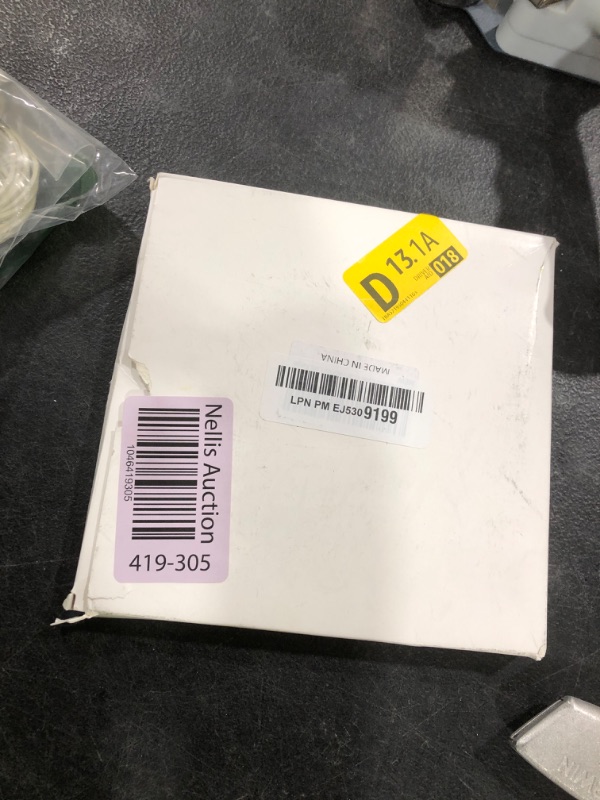 D
13.1A
018
MADE IN CHINA
LPN PM EJ5309199
Nellis Auction
1046419305
419-305